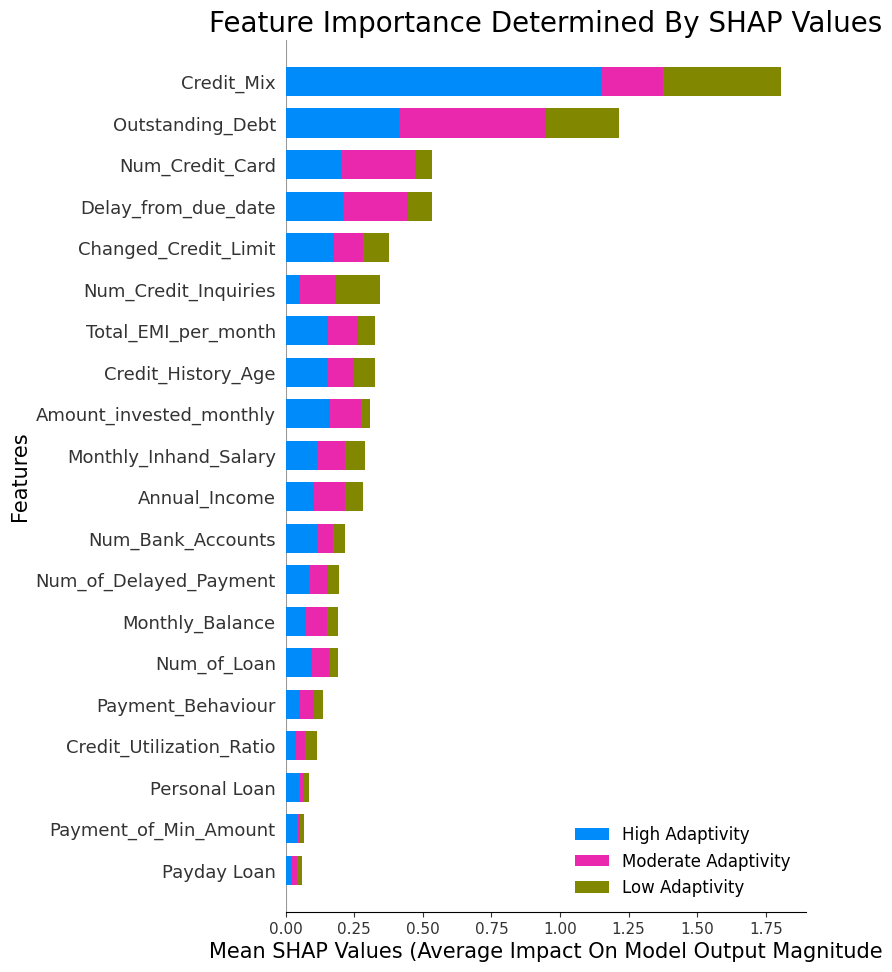 Feature Importance Determined By SHAP Values
Features
Credit_Mix
Outstanding_Debt
Num_Credit_Card
Delay_from_due_date
Changed_Credit_Limit
Num_Credit_Inquiries
Total_EMI_per_month
Credit_History_Age
Amount_invested_monthly
Monthly_Inhand_Salary
Annual_Income
Num_Bank_Accounts
Num_of_Delayed_Payment
Monthly_Balance
Num_of_Loan
Payment_Behaviour
Credit_Utilization_Ratio
Personal Loan
Payment_of_Min_Amount
Payday Loan
High Adaptivity
Moderate Adaptivity
Low Adaptivity
0.00 0.25 0.50 0.75 1.00 1.25 1.50 1.75
Mean SHAP Values (Average Impact On Model Output Magnitude